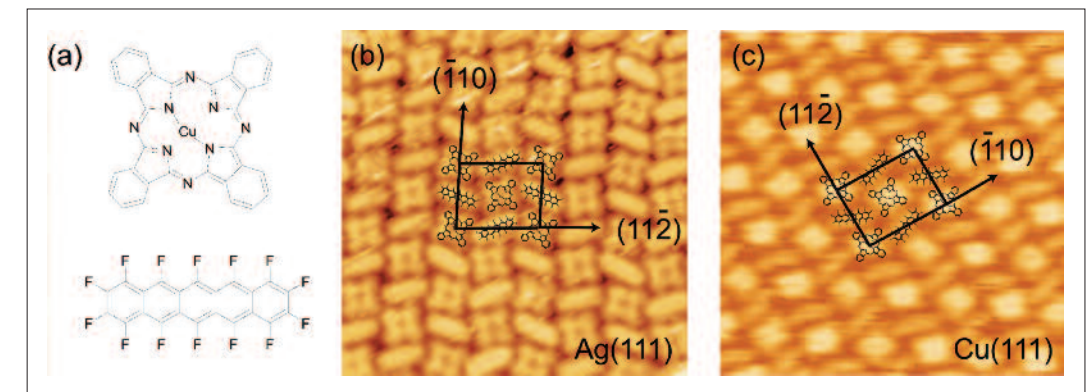 (a)
N
N N
N Cu N
N N
N
F F F F F
F F
F F
F F F F F
(b)
(1̄10)
(112̄)
Ag(111)
(c)
(112̄)
(1̄10)
Cu(111)